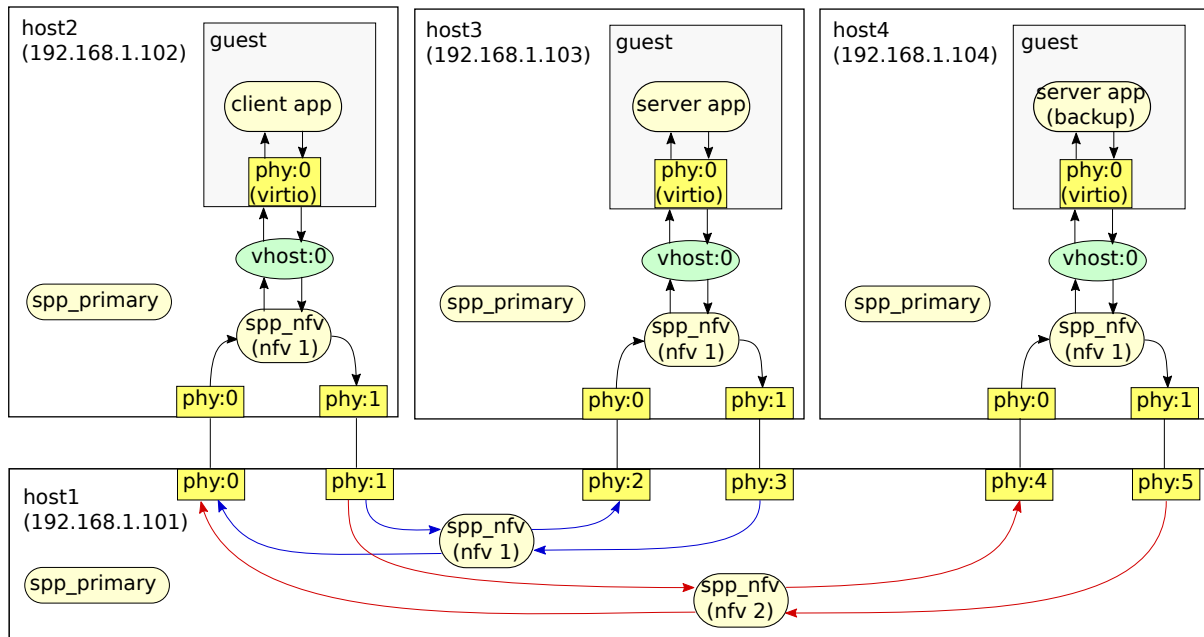 host2
(192.168.1.102)
guest
client app
phy:0
(virtio)
vhost:0
spp_primary
spp_nfv
(nfv 1)
phy:0
phy:1
host3
(192.168.1.103)
guest
server app
phy:0
(virtio)
vhost:0
spp_primary
spp_nfv
(nfv 1)
phy:0
phy:1
host4
(192.168.1.104)
guest
server app
(backup)
phy:0
(virtio)
vhost:0
spp_primary
spp_nfv
(nfv 1)
phy:0
phy:1
phy:0
phy:1
phy:2
phy:3
phy:4
phy:5
host1
(192.168.1.101)
spp_nfv
(nfv 1)
spp_primary
spp_nfv
(nfv 2)